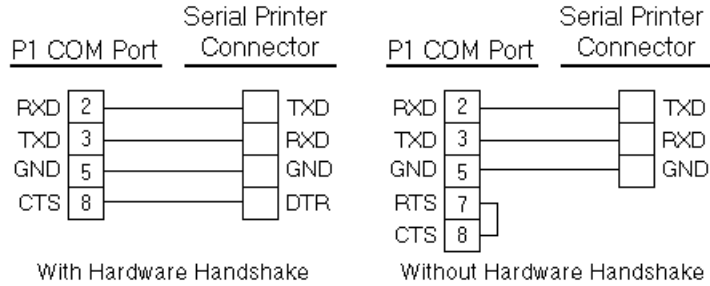 Serial Printer
P1 COM Port Connector
RXD 2 TXD
TXD 3 RXD
GND 5 GND
CTS 8 DTR
With Hardware Handshake
Serial Printer
P1 COM Port Connector
RXD 2 TXD
TXD 3 RXD
GND 5 GND
RTS 7
CTS 8
Without Hardware Handshake